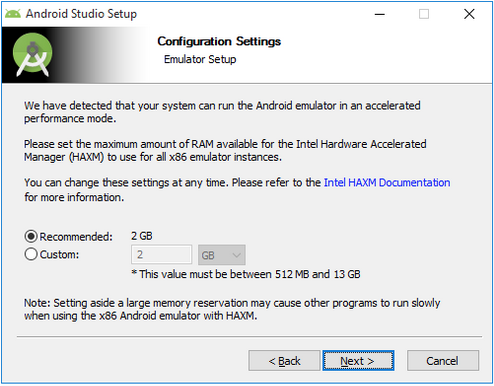 Android Studio Setup
Configuration Settings
Emulator Setup
We have detected that your system can run the Android emulator in an accelerated
performance mode.
Please set the maximum amount of RAM available for the Intel Hardware Accelerated
Manager (HAXM) to use for all x86 emulator instances.
You can change these settings at any time. Please refer to the Intel HAXM Documentation
for more information.
Recommended: 2 GB
Custom: 2 GB
* This value must be between 512 MB and 13 GB
Note: Setting aside a large memory reservation may cause other programs to run slowly
when using the x86 Android emulator with HAXM.
< Back Next > Cancel